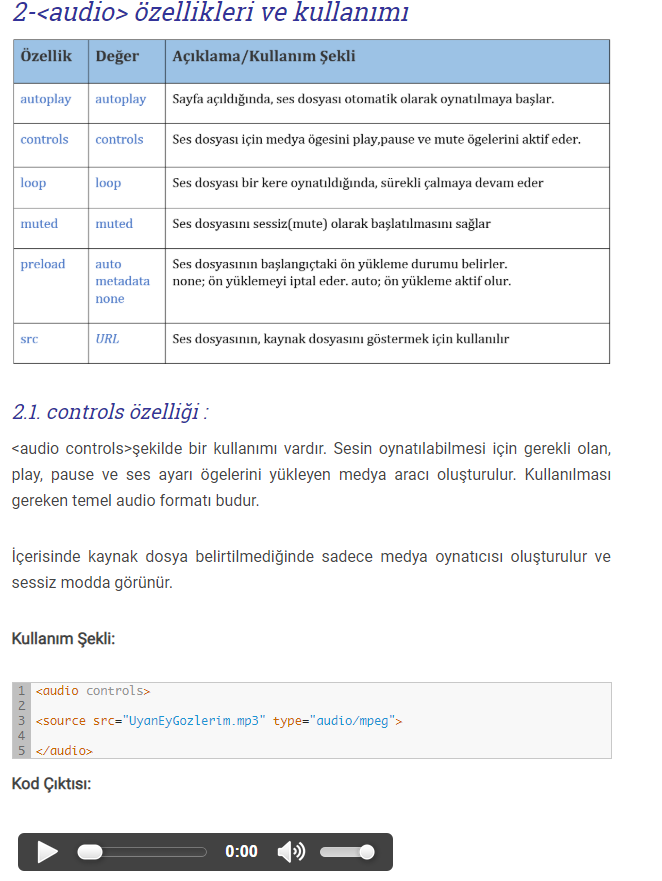 2-<audio> özellikleri ve kullanımı
Özellik Değer Açıklama/Kullanım Şekli
autoplay autoplay Sayfa açıldığında, ses dosyası otomatik olarak oynatılmaya başlar.
controls controls Ses dosyası için medya ögesini play,pause ve mute ögelerini aktif eder.
loop loop Ses dosyası bir kere oynatıldığında, sürekli çalmaya devam eder
muted muted Ses dosyasını sessiz(mute) olarak başlatılmasını sağlar
preload auto Ses dosyasının başlangıçtaki ön yükleme durumu belirler.
metadata none; ön yüklemeyi iptal eder. auto; ön yükleme aktif olur.
none
src URL Ses dosyasının, kaynak dosyasını göstermek için kullanılır
2.1. controls özelliği :
<audio controls>şekilde bir kullanımı vardır. Sesin oynatılabilmesi için gerekli olan,
play, pause ve ses ayarı ögelerini yükleyen medya aracı oluşturulur. Kullanılması
gereken temel audio formatı budur.
İçerisinde kaynak dosya belirtilmediğinde sadece medya oynatıcısı oluşturulur ve
sessiz modda görünür.
Kullanım Şekli:
1 <audio controls>
2
3 <source src="UyanEyGozlerim.mp3" type="audio/mpeg">
4
5 </audio>
Kod Çıktısı:
0:00